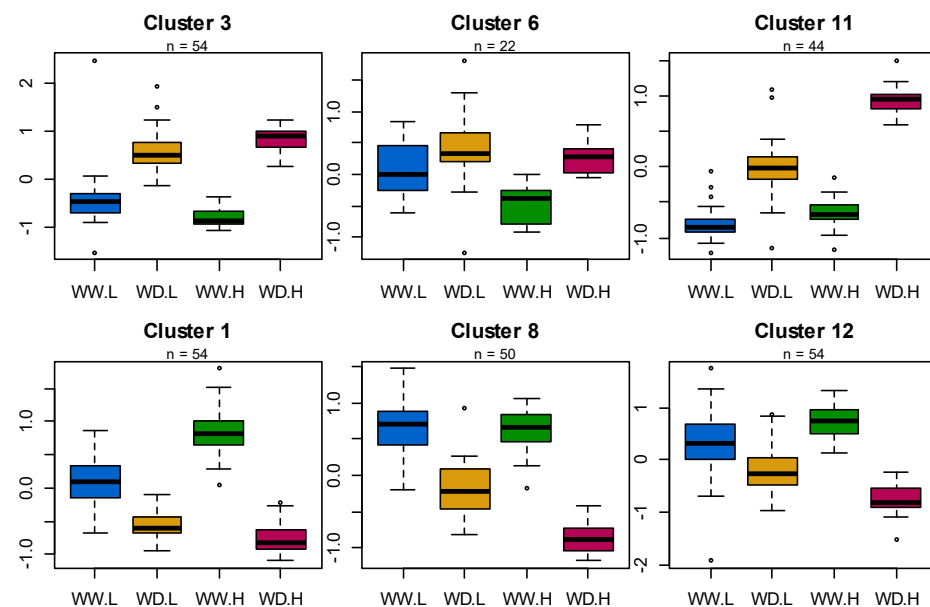 Cluster 3
n = 54
2
1
0
1
WW.L WD.L WW.H WD.H
Cluster 6
n = 22
1.0
0.0
-1.0
WW.L WD.L WW.H WD.H
Cluster 11
n = 44
1.0
0.0
-1.0
WW.L WD.L WW.H WD.H
Cluster 1
n = 54
1.0
0.0
-1.0
WW.L WD.L WW.H WD.H
Cluster 8
n = 50
1.0
0.0
-1.0
WW.L WD.L WW.H WD.H
Cluster 12
n = 54
1
0
-1
-2
WW.L WD.L WW.H WD.H